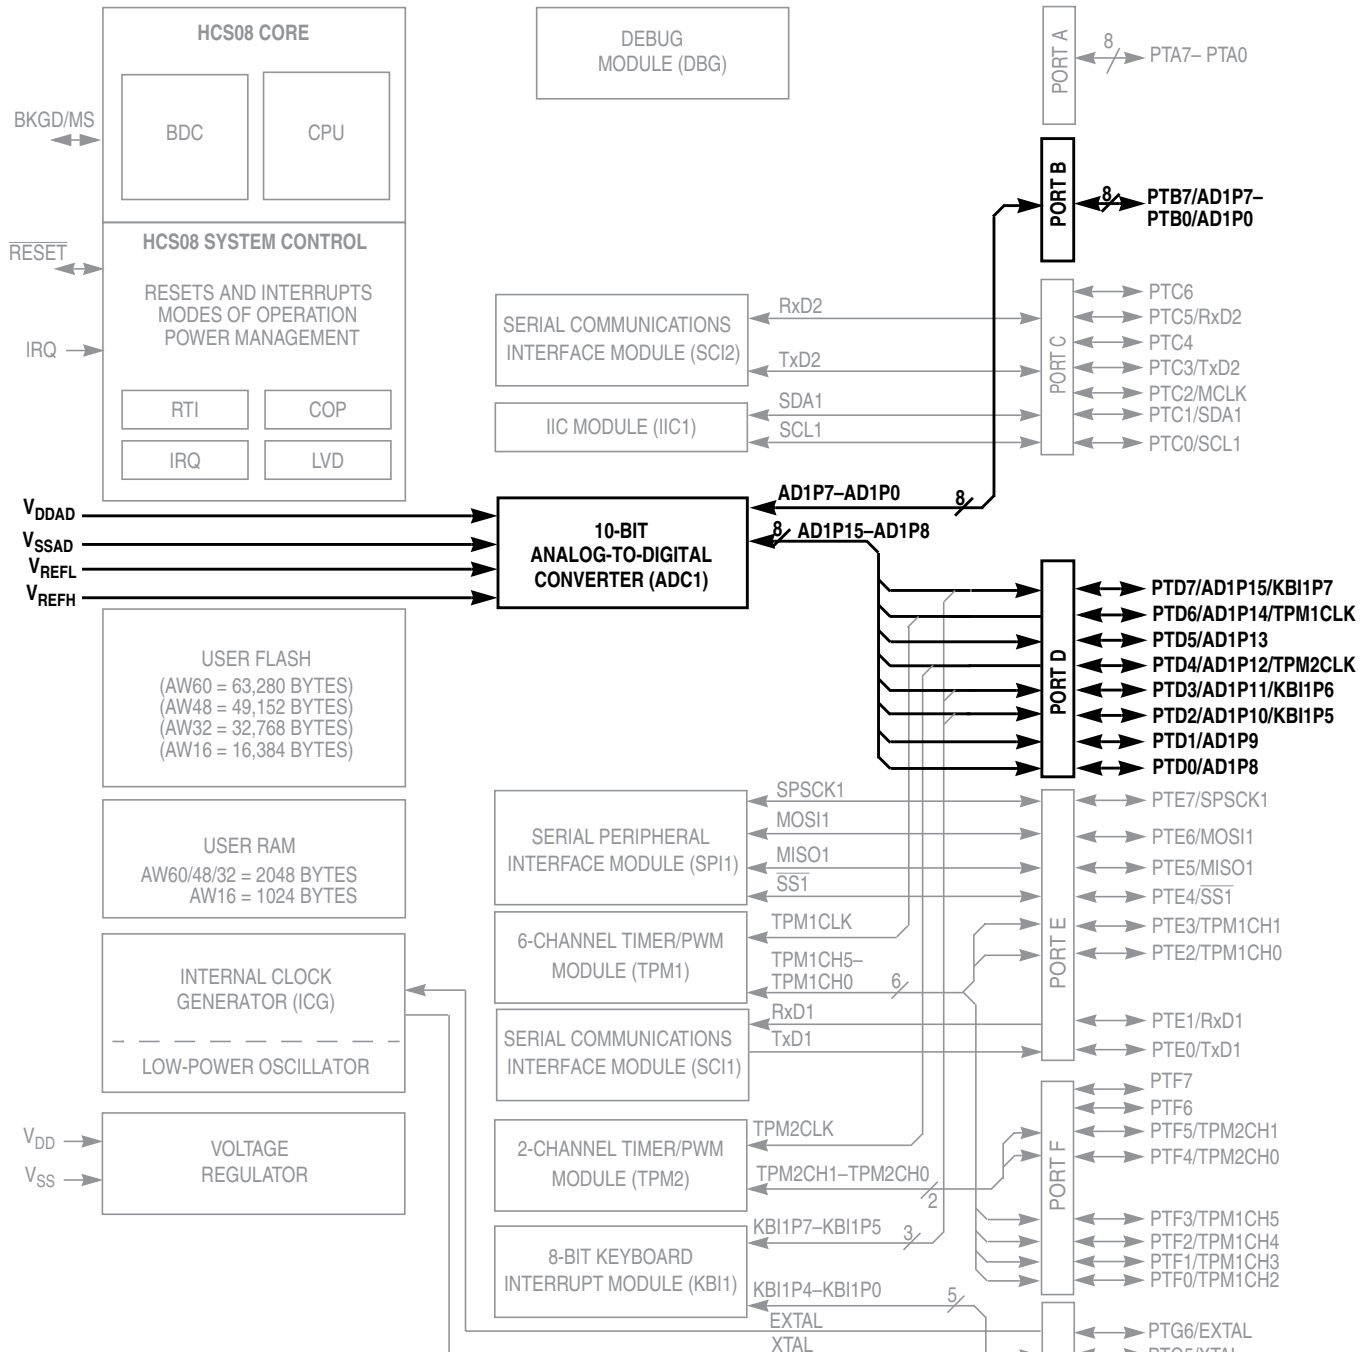 HCS08 CORE
BDC
CPU
BKGD/MS
HCS08 SYSTEM CONTROL
RESET
RESETS AND INTERRUPTS
MODES OF OPERATION
POWER MANAGEMENT
IRQ
RTI
COP
IRQ
LVD
VDDAD
VSSAD
VREFL
VREFH
USER FLASH
(AW60 = 63,280 BYTES)
(AW48 = 49,152 BYTES)
(AW32 = 32,768 BYTES)
(AW16 = 16,384 BYTES)
USER RAM
AW60/48/32 = 2048 BYTES
AW16 = 1024 BYTES
INTERNAL CLOCK
GENERATOR (ICG)
LOW-POWER OSCILLATOR
VDD
VSS
VOLTAGE
REGULATOR
DEBUG
MODULE (DBG)
SERIAL COMMUNICATIONS
INTERFACE MODULE (SCI2)
RxD2
TxD2
IIC MODULE (IIC1)
SDA1
SCL1
10-BIT
ANALOG-TO-DIGITAL
CONVERTER (ADC1)
AD1P7–AD1P0
8
8
AD1P15–AD1P8
SERIAL PERIPHERAL
INTERFACE MODULE (SPI1)
SPSCK1
MOSI1
MISO1
SS1
6-CHANNEL TIMER/PWM
MODULE (TPM1)
TPM1CLK
TPM1CH5–
TPM1CH0
6
SERIAL COMMUNICATIONS
INTERFACE MODULE (SCI1)
RxD1
TxD1
2-CHANNEL TIMER/PWM
MODULE (TPM2)
TPM2CLK
TPM2CH1–TPM2CH0
2
8-BIT KEYBOARD
INTERRUPT MODULE (KBI1)
KBI1P7–KBI1P5
3
KBI1P4–KBI1P0
5
EXTAL
XTAL
PORT A
8
PTA7– PTA0
PORT B
8
PTB7/AD1P7–
PTB0/AD1P0
PORT C
PTC6
PTC5/RxD2
PTC4
PTC3/TxD2
PTC2/MCLK
PTC1/SDA1
PTC0/SCL1
PORT D
PTD7/AD1P15/KBI1P7
PTD6/AD1P14/TPM1CLK
PTD5/AD1P13
PTD4/AD1P12/TPM2CLK
PTD3/AD1P11/KBI1P6
PTD2/AD1P10/KBI1P5
PTD1/AD1P9
PTD0/AD1P8
PORT E
PTE7/SPSCK1
PTE6/MOSI1
PTE5/MISO1
PTE4/SS1
PTE3/TPM1CH1
PTE2/TPM1CH0
PTE1/RxD1
PTE0/TxD1
PORT F
PTF7
PTF6
PTF5/TPM2CH1
PTF4/TPM2CH0
PTF3/TPM1CH5
PTF2/TPM1CH4
PTF1/TPM1CH3
PTF0/TPM1CH2
PTG6/EXTAL